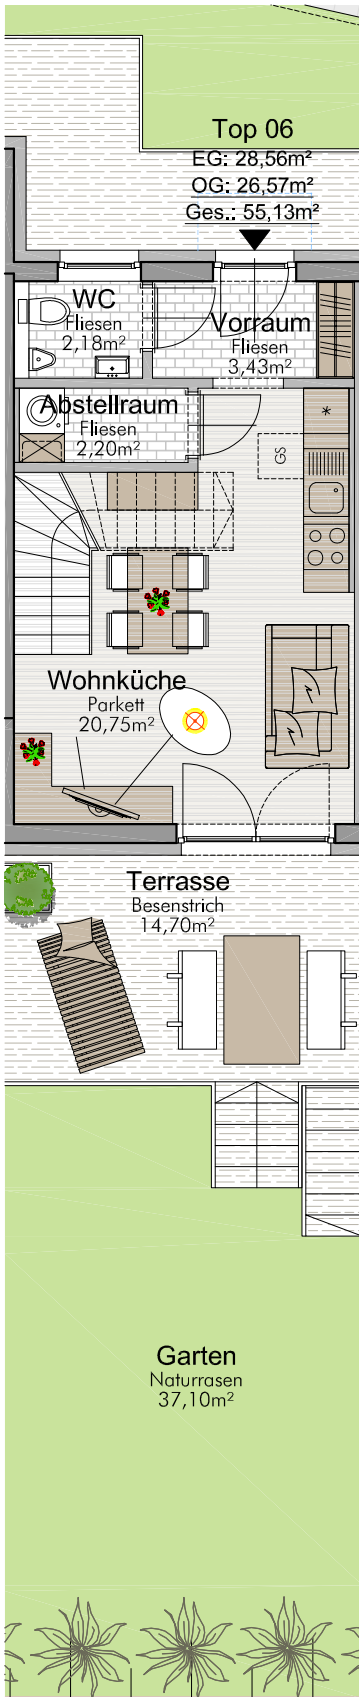 Top 06
EG: 28,56m²
OG: 26,57m²
Ges.: 55,13m²
WC
Fliesen
2,18m²
Vorraum
Fliesen
3,43m²
Abstellraum
Fliesen
2,20m²
*
GS
Wohnküche
Parkett
20,75m²
Terrasse
Besenstrich
14,70m²
Garten
Naturrasen
37,10m²